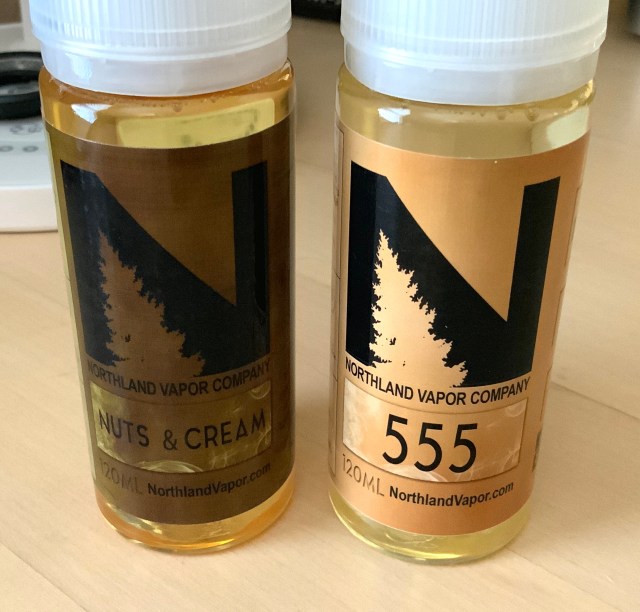 N
NORTHLAND VAPOR COMPANY
NUTS & CREAM
120ML NorthlandVapor.com
N
NORTHLAND VAPOR COMPANY
555
120ML NorthlandVapor.com